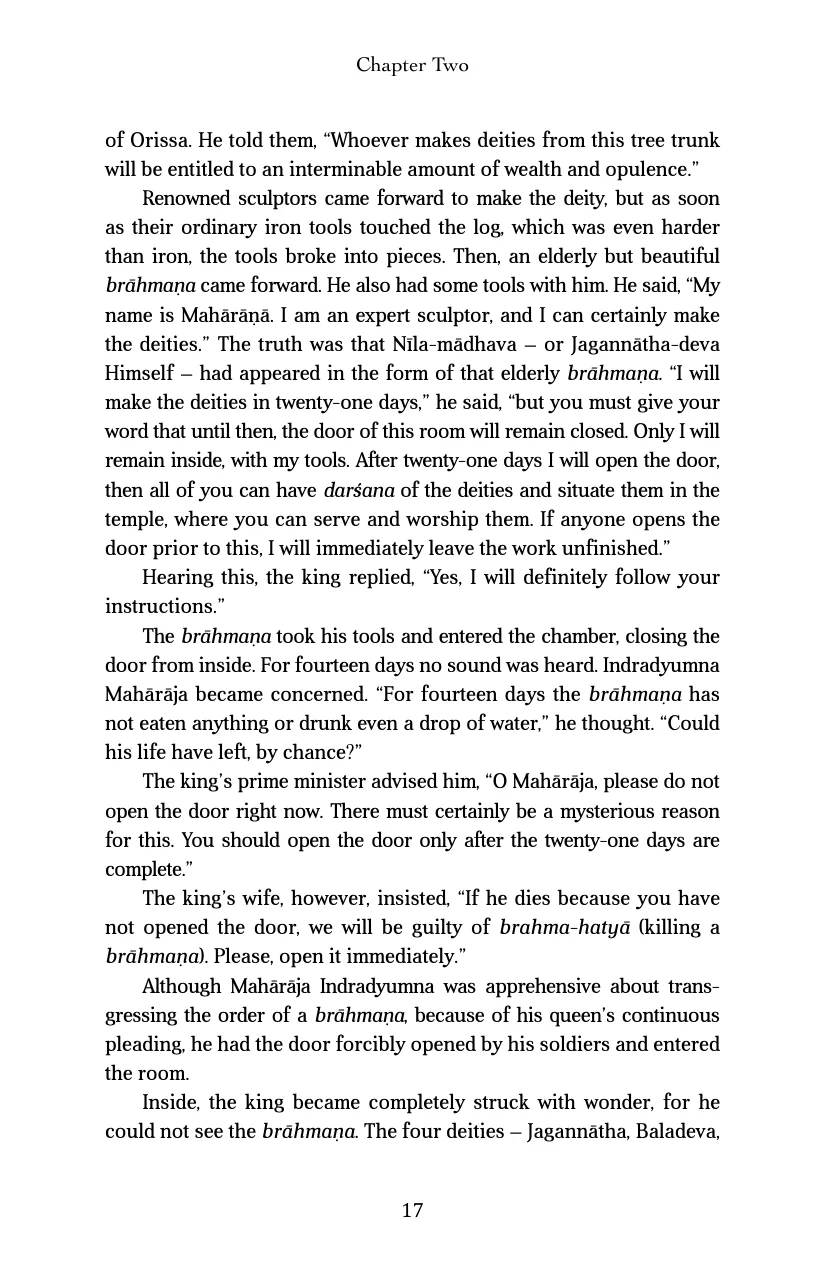 Chapter Two
of Orissa. He told them, “Whoever makes deities from this tree trunk
will be entitled to an interminable amount of wealth and opulence.”
Renowned sculptors came forward to make the deity, but as soon
as their ordinary iron tools touched the log, which was even harder
than iron, the tools broke into pieces. Then, an elderly but beautiful
brāhmaṇa came forward. He also had some tools with him. He said, “My
name is Mahārāṇā. I am an expert sculptor, and I can certainly make
the deities.” The truth was that Nīla-mādhava – or Jagannātha-deva
Himself – had appeared in the form of that elderly brāhmaṇa. “I will
make the deities in twenty-one days,” he said, “but you must give your
word that until then, the door of this room will remain closed. Only I will
remain inside, with my tools. After twenty-one days I will open the door,
then all of you can have darśana of the deities and situate them in the
temple, where you can serve and worship them. If anyone opens the
door prior to this, I will immediately leave the work unfinished.”
Hearing this, the king replied, “Yes, I will definitely follow your
instructions.”
The brāhmaṇa took his tools and entered the chamber, closing the
door from inside. For fourteen days no sound was heard. Indradyumna
Mahārāja became concerned. “For fourteen days the brāhmaṇa has
not eaten anything or drunk even a drop of water,” he thought. “Could
his life have left, by chance?”
The king’s prime minister advised him, “O Mahārāja, please do not
open the door right now. There must certainly be a mysterious reason
for this. You should open the door only after the twenty-one days are
complete.”
The king’s wife, however, insisted, “If he dies because you have
not opened the door, we will be guilty of brahma-hatyā (killing a
brāhmaṇa). Please, open it immediately.”
Although Mahārāja Indradyumna was apprehensive about trans-
gressing the order of a brāhmaṇa, because of his queen’s continuous
pleading, he had the door forcibly opened by his soldiers and entered
the room.
Inside, the king became completely struck with wonder, for he
could not see the brāhmaṇa. The four deities – Jagannātha, Baladeva,
17